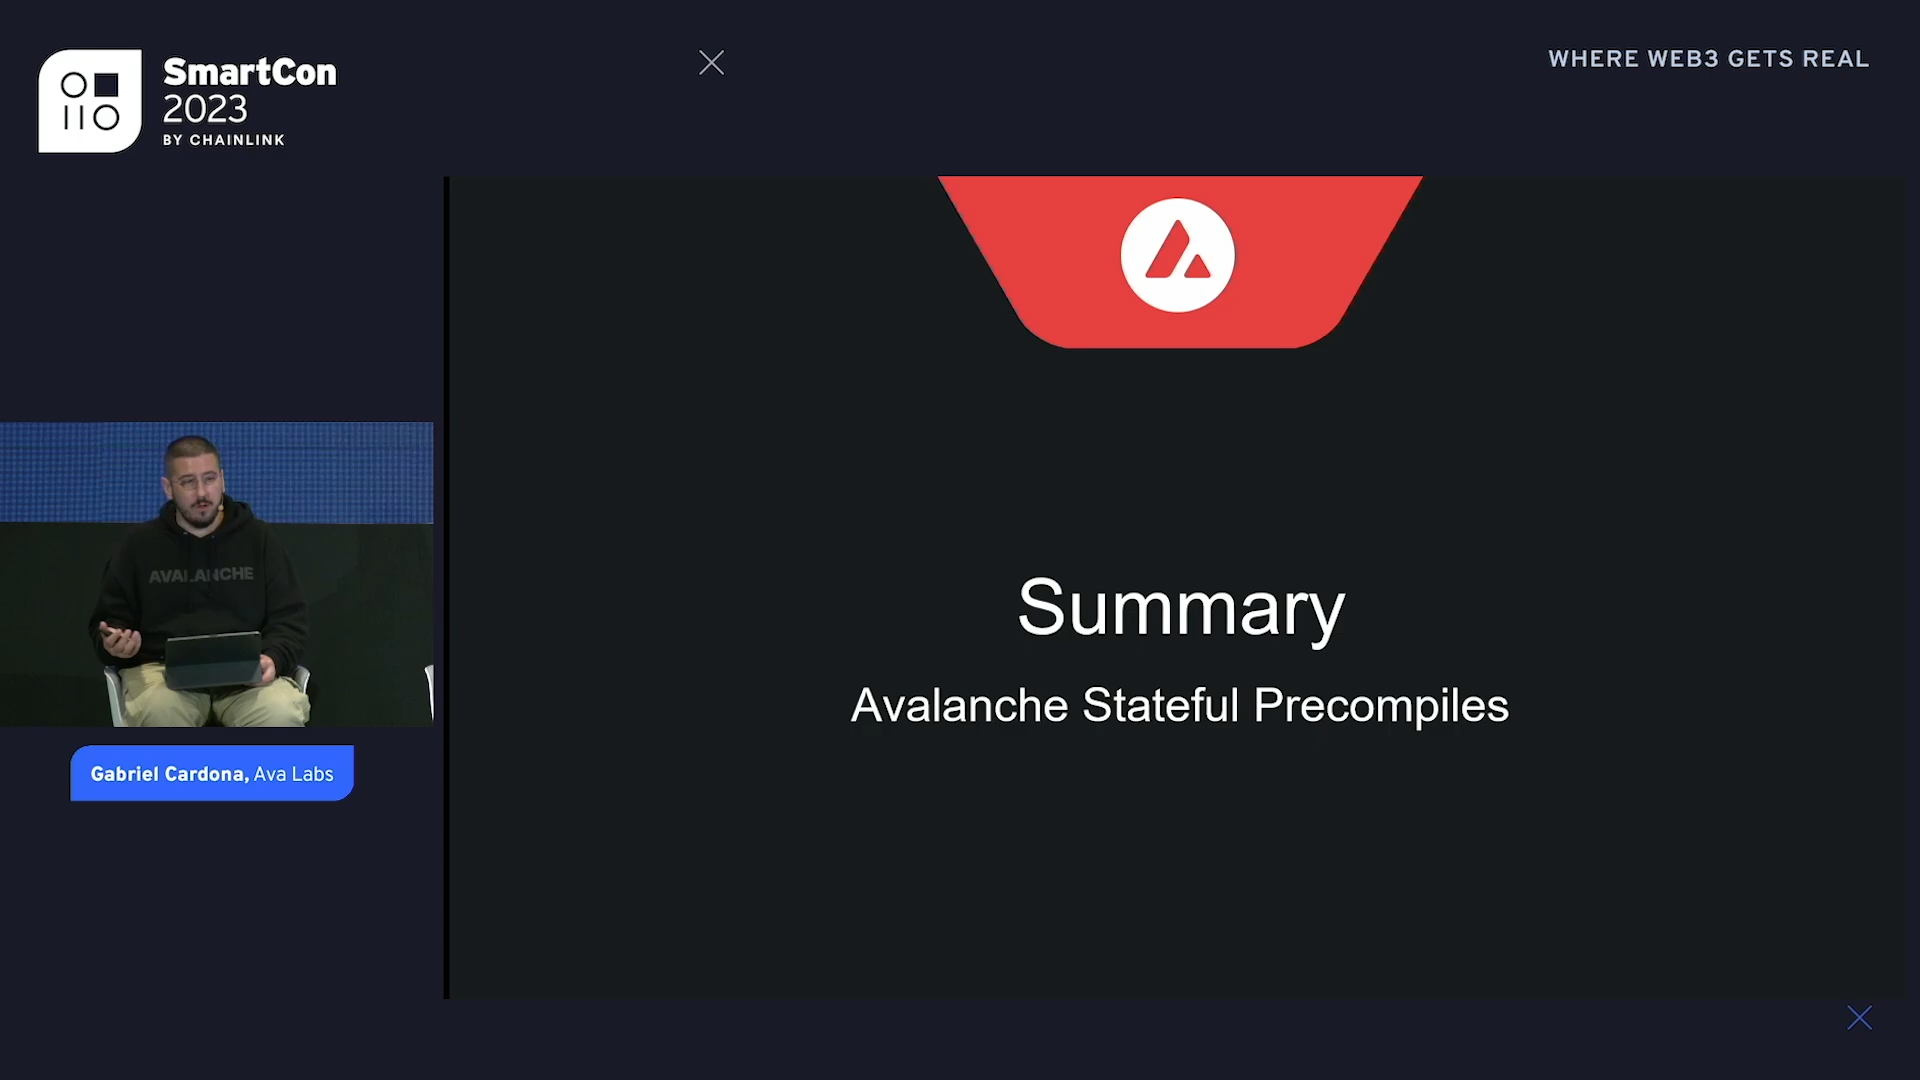 SmartCon
2023
BY CHAINLINK
WHERE WEB3 GETS REAL
Summary
Avalanche Stateful Precompiles
AVALANCHE
Gabriel Cardona, Ava Labs